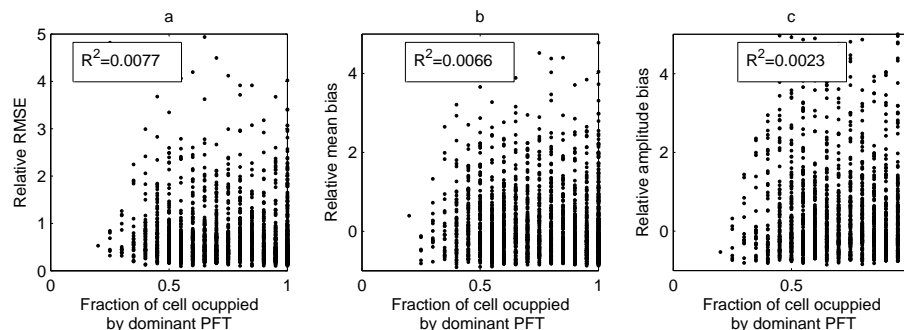 a
R²=0.0077
Relative RMSE
5
4
3
2
1
0
0
0.5
1
Fraction of cell ocuppied
by dominant PFT
b
R²=0.0066
Relative mean bias
4
2
0
0
0.5
1
Fraction of cell ocuppied
by dominant PFT
c
R²=0.0023
Relative amplitude bias
4
2
0
0.5
Fraction of cell ocuppied
by dominant PFT